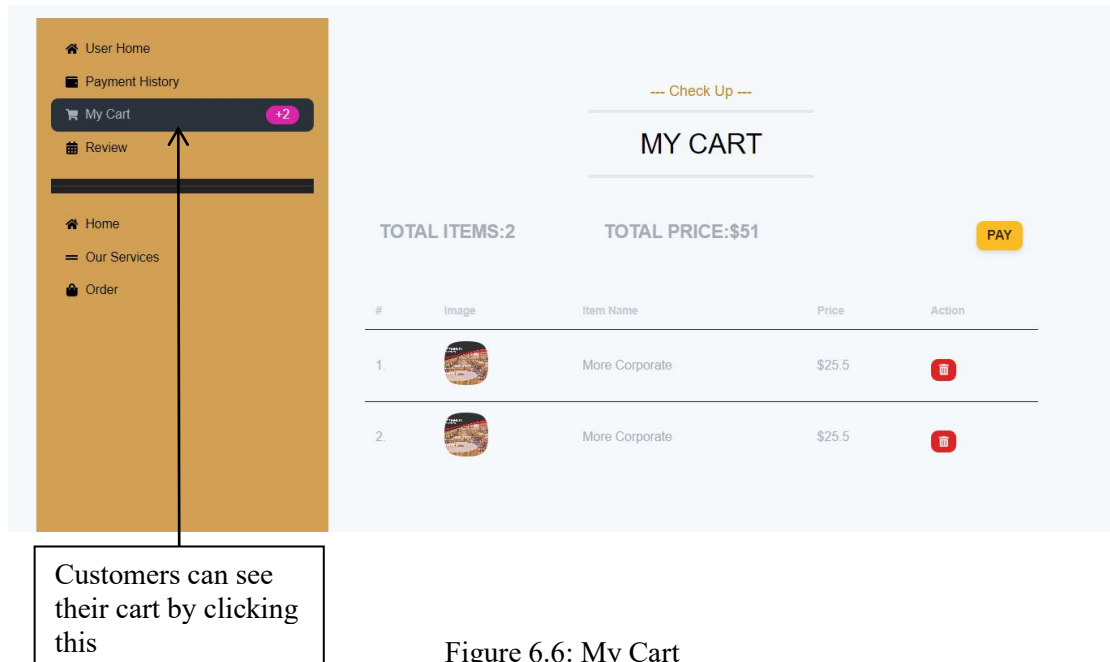 User Home
Payment History
My Cart +2
Review
Home
Our Services
Order
--- Check Up ---
MY CART
TOTAL ITEMS:2 TOTAL PRICE:$51 PAY
# Image Item Name Price Action
1. More Corporate $25.5
2. More Corporate $25.5
Customers can see
their cart by clicking
this
Figure 6.6: My Cart